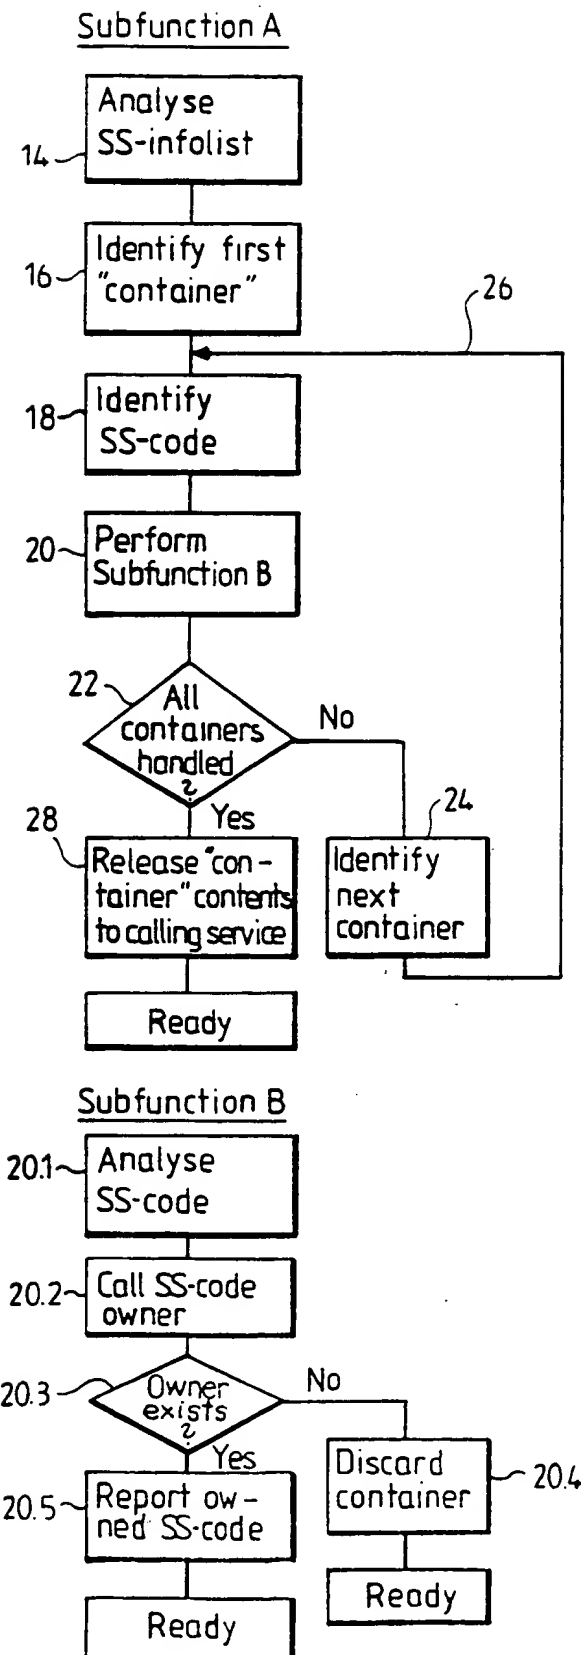 Subfunction A
Analyse
SS-infolist
14
Identify first
"container"
16
26
Identify
SS-code
18
Perform
Subfunction B
20
22
All
containers
handled
?
No
Yes
28
24
Release "con-
tainer" contents
to calling service
Identify
next
container
Ready
Subfunction B
20.1
Analyse
SS-code
20.2
Call SS-code
owner
20.3
Owner
exists
?
No
Yes
Discard
container
20.4
20.5
Report ow-
ned SS-code
Ready
Ready